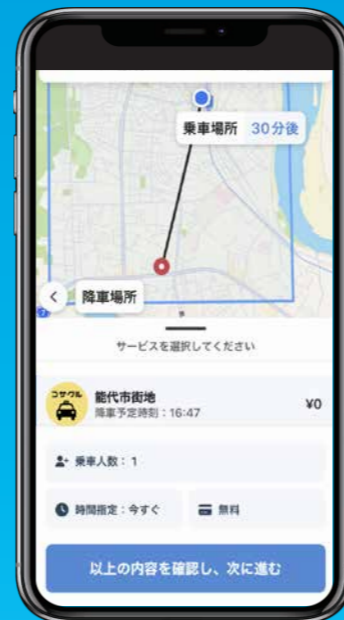 乗車場所 30分後
降車場所
サービスを選択してください
コサクル
能代市街地
¥0
降車予定時刻：16:47
乗車人数：1
時間指定：今すぐ
無料
以上の内容を確認し、次に進む